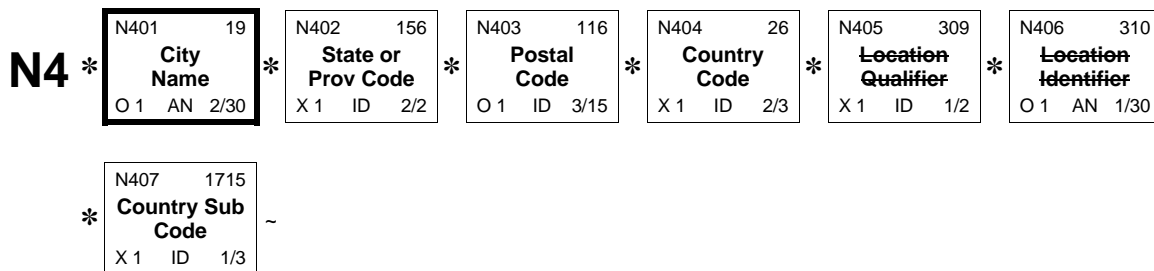 N401 19 N402 156 N403 116 N404 26 N405 309 N406 310
City State or Postal Country Location Location
N4 * Name * Prov Code * Code * Code * Qualifier * Identifier
O 1 AN 2/30 X 1 ID 2/2 O 1 ID 3/15 X 1 ID 2/3 X 1 ID 1/2 O 1 AN 1/30
N407 1715
* Country Sub ~
Code
X 1 ID 1/3